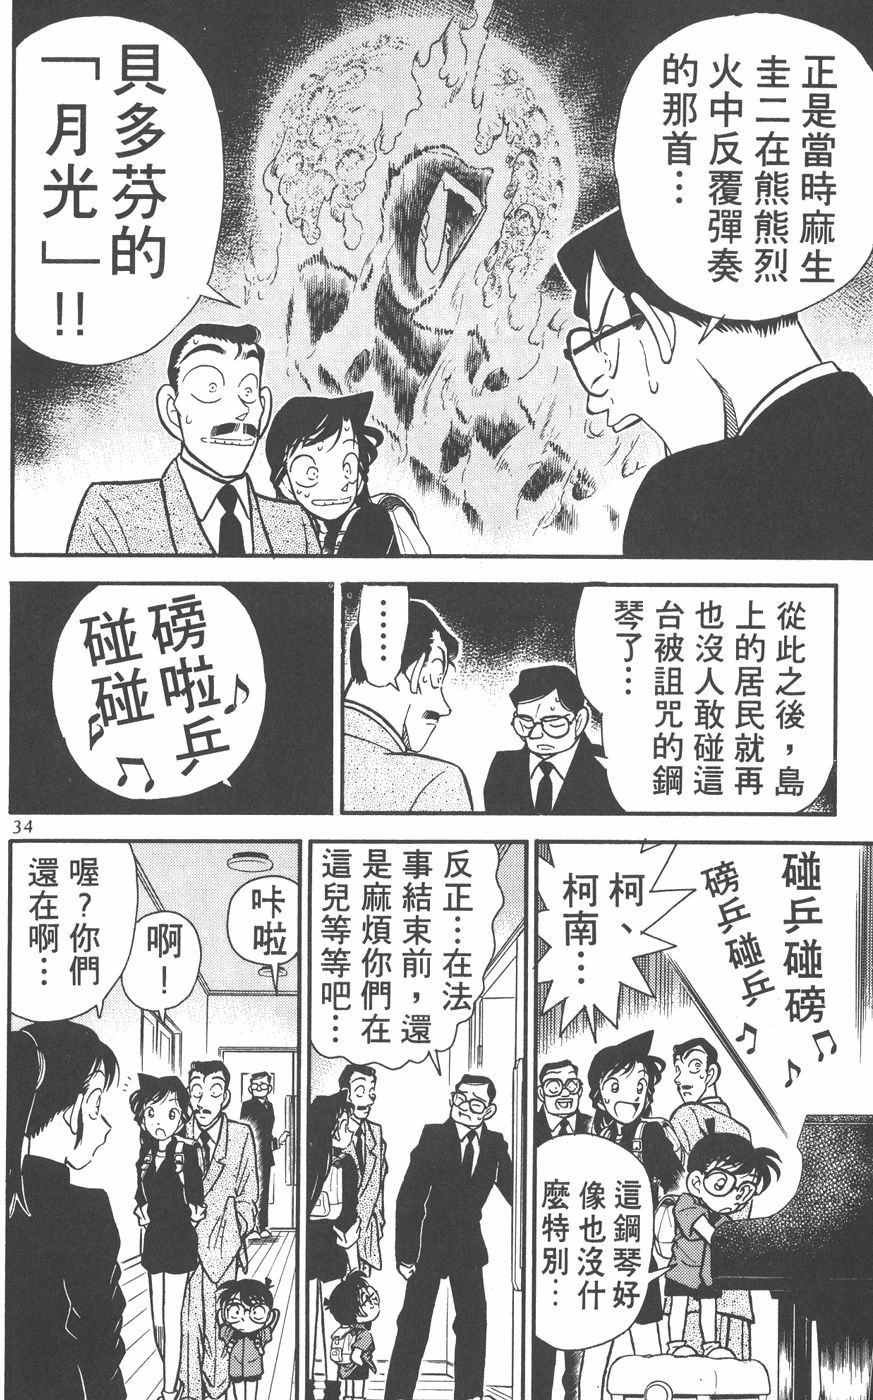 正是當時麻生
圭二在熊熊烈
火中反覆彈奏
的那首…
貝多芬的
「月光」!!
從此之後，島
上的居民就再
也沒人敢碰這
台被詛咒的鋼
琴了…
……
磅啦乒
碰碰
34
碰乒碰磅
磅乒碰乒
柯、
柯南…
這鋼琴好
像也沒什
麼特別…
反正…在法
事結束前，還
是麻煩你們在
這兒等等吧…
咔啦
啊!
喔?你們
還在啊…